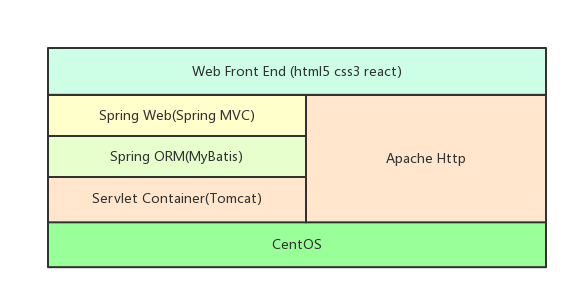 Web Front End (html5 css3 react)
Spring Web(Spring MVC)
Spring ORM(MyBatis)
Apache Http
Servlet Container(Tomcat)
CentOS